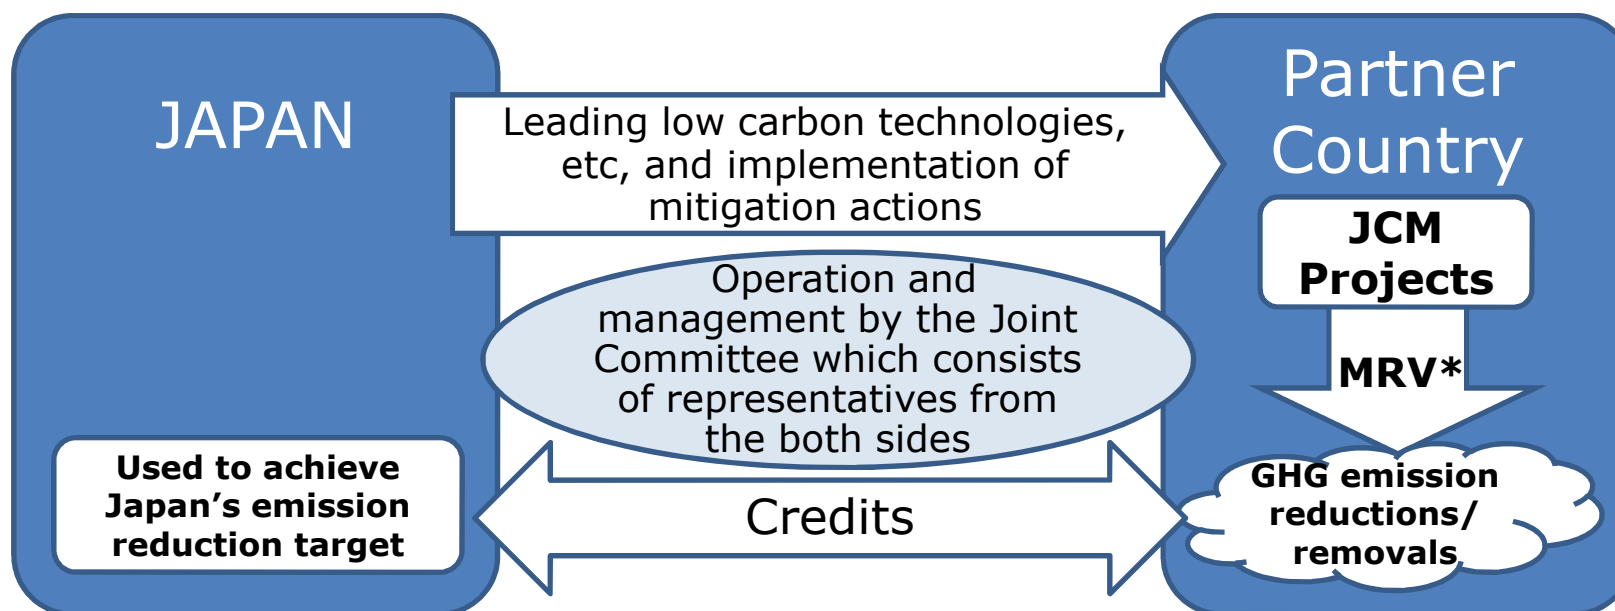 JAPAN
Leading low carbon technologies,
etc, and implementation of
mitigation actions
Partner
Country
JCM
Projects
Operation and
management by the Joint
Committee which consists
of representatives from
the both sides
MRV*
Used to achieve
Japan’s emission
reduction target
Credits
GHG emission
reductions/
removals